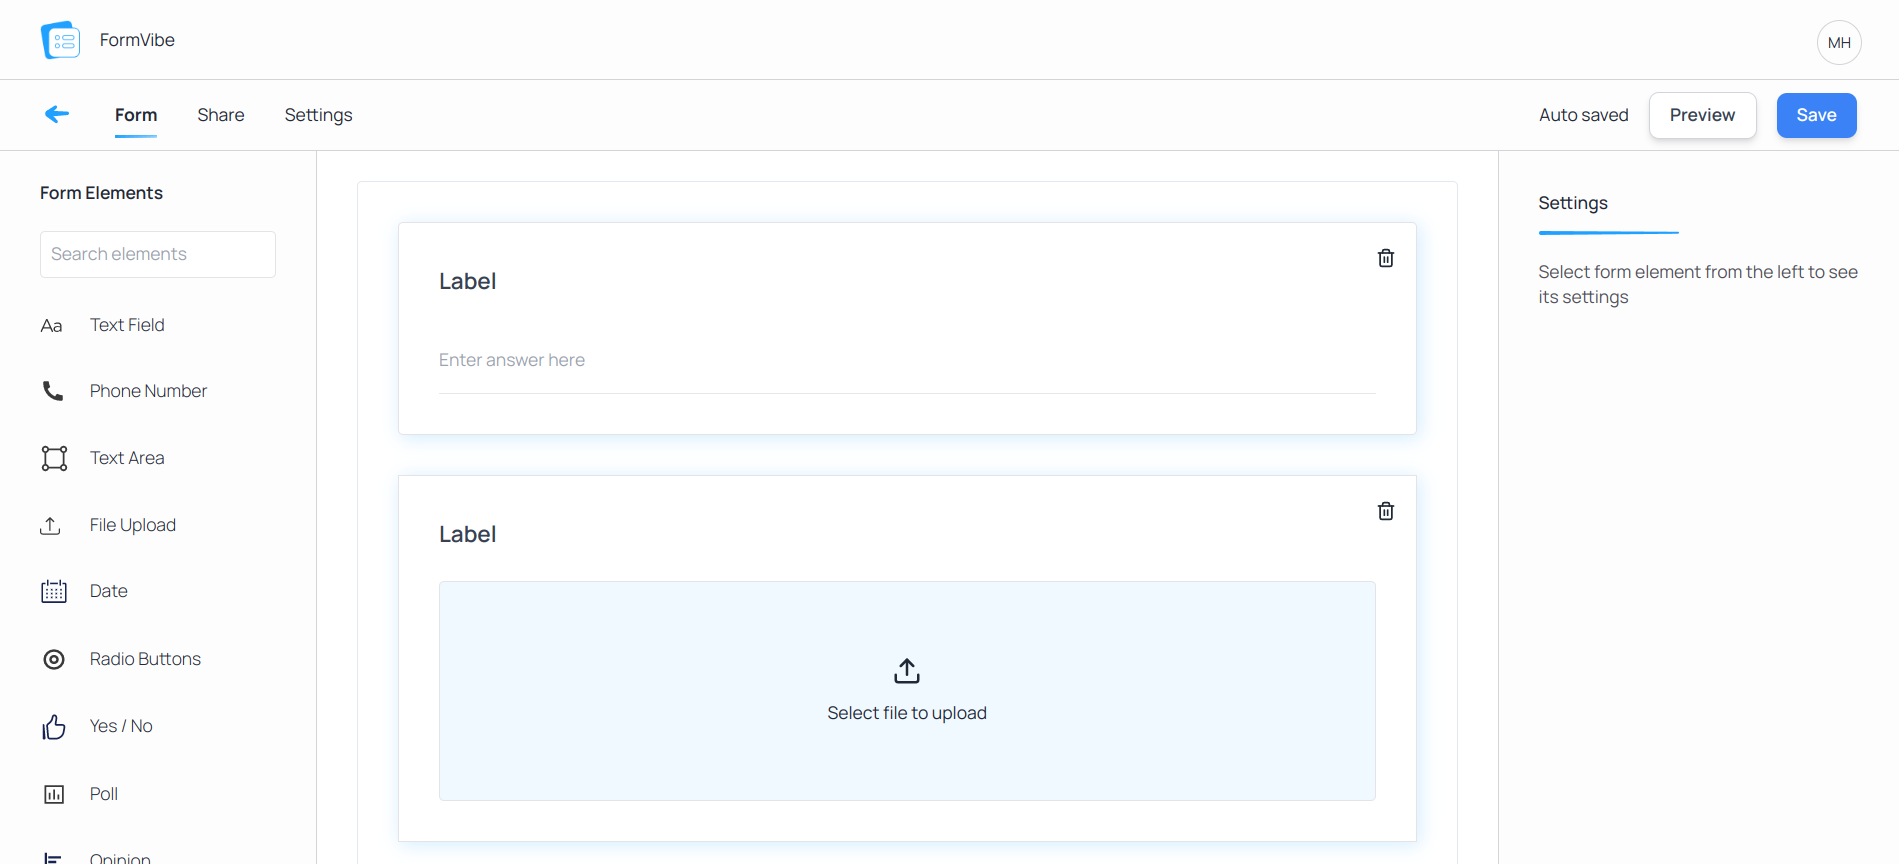 FormVibe
MH
Form
Share
Settings
Auto saved
Preview
Save
Form Elements
Search elements
Aa
Text Field
Phone Number
Text Area
File Upload
Date
Radio Buttons
Yes / No
Poll
Opinion
Label
Enter answer here
Label
Select file to upload
Settings
Select form element from the left to see
its settings